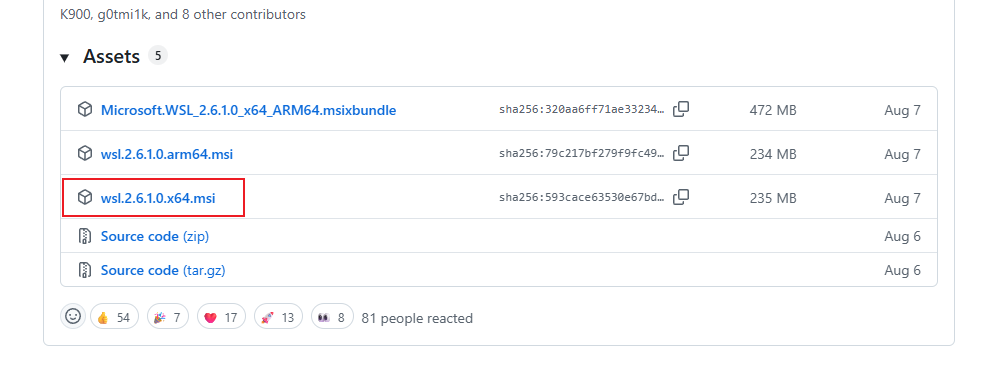 K900, g0tmi1k, and 8 other contributors
Assets 5
Microsoft.WSL_2.6.1.0_x64_ARM64.msixbundle sha256:320aa6ff71ae33234… 472 MB Aug 7
wsl.2.6.1.0.arm64.msi sha256:79c217bf279f9fc49… 234 MB Aug 7
wsl.2.6.1.0.x64.msi sha256:593cace63530e67bd… 235 MB Aug 7
Source code (zip) Aug 6
Source code (tar.gz) Aug 6
👍 54 🎉 7 ❤️ 17 🚀 13 👀 8 81 people reacted